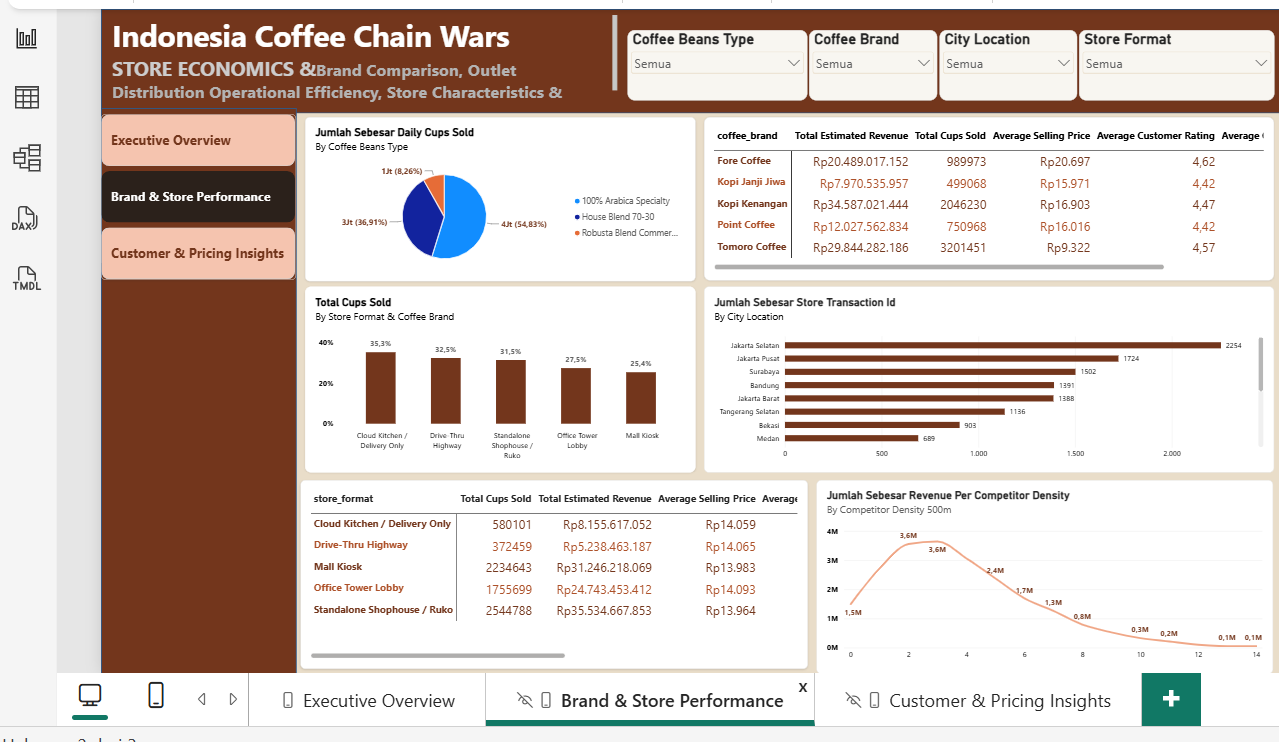 Indonesia Coffee Chain Wars
STORE ECONOMICS &Brand Comparison, Outlet
Distribution Operational Efficiency, Store Characteristics &
Coffee Beans Type
Semua
Coffee Brand
Semua
City Location
Semua
Store Format
Semua
DAX
TMDL
Executive Overview
Brand & Store Performance
Customer & Pricing Insights
Jumlah Sebesar Daily Cups Sold
By Coffee Beans Type
1Jt (8,26%)
3Jt (36,91%)
4Jt (54,83%)
100% Arabica Specialty
House Blend 70-30
Robusta Blend Commer...
coffee_brand Total Estimated Revenue Total Cups Sold Average Selling Price Average Customer Rating Average
Fore Coffee Rp20.489.017.152 989973 Rp20.697 4,62
Kopi Janji Jiwa Rp7.970.535.957 499068 Rp15.971 4,42
Kopi Kenangan Rp34.587.021.444 2046230 Rp16.903 4,47
Point Coffee Rp12.027.562.834 750968 Rp16.016 4,42
Tomoro Coffee Rp29.844.282.186 3201451 Rp9.322 4,57
Total Cups Sold
By Store Format & Coffee Brand
40%
20%
0%
35,3%
32,5%
31,5%
27,5%
25,4%
Cloud Kitchen /
Delivery Only
Drive-Thru
Highway
Standalone
Shophouse /
Ruko
Office Tower
Lobby
Mall Kiosk
Jumlah Sebesar Store Transaction Id
By City Location
Jakarta Selatan 2254
Jakarta Pusat 1724
Surabaya 1502
Bandung 1391
Jakarta Barat 1388
Tangerang Selatan 1136
Bekasi 903
Medan 689
0 500 1.000 1.500 2.000
store_format Total Cups Sold Total Estimated Revenue Average Selling Price Average
Cloud Kitchen / Delivery Only 580101 Rp8.155.617.052 Rp14.059
Drive-Thru Highway 372459 Rp5.238.463.187 Rp14.065
Mall Kiosk 2234643 Rp31.246.218.069 Rp13.983
Office Tower Lobby 1755699 Rp24.743.453.412 Rp14.093
Standalone Shophouse / Ruko 2544788 Rp35.534.667.853 Rp13.964
Jumlah Sebesar Revenue Per Competitor Density
By Competitor Density 500m
4M
3M
2M
1M
0M
1,5M
3,6M
3,6M
2,4M
1,7M
1,3M
0,8M
0,3M
0,2M
0,1M
0,1M
0 2 4 6 8 10 12 14
Executive Overview
Brand & Store Performance
x
Customer & Pricing Insights
+